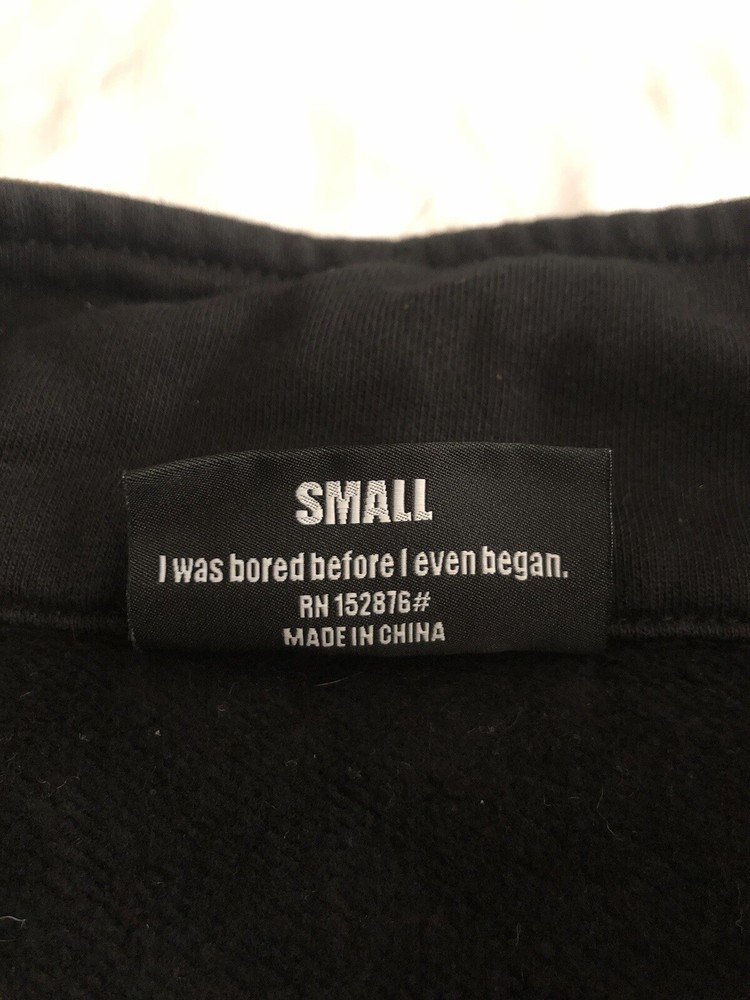 SMALL
I was bored before I even began.
RN 152876#
MADE IN CHINA